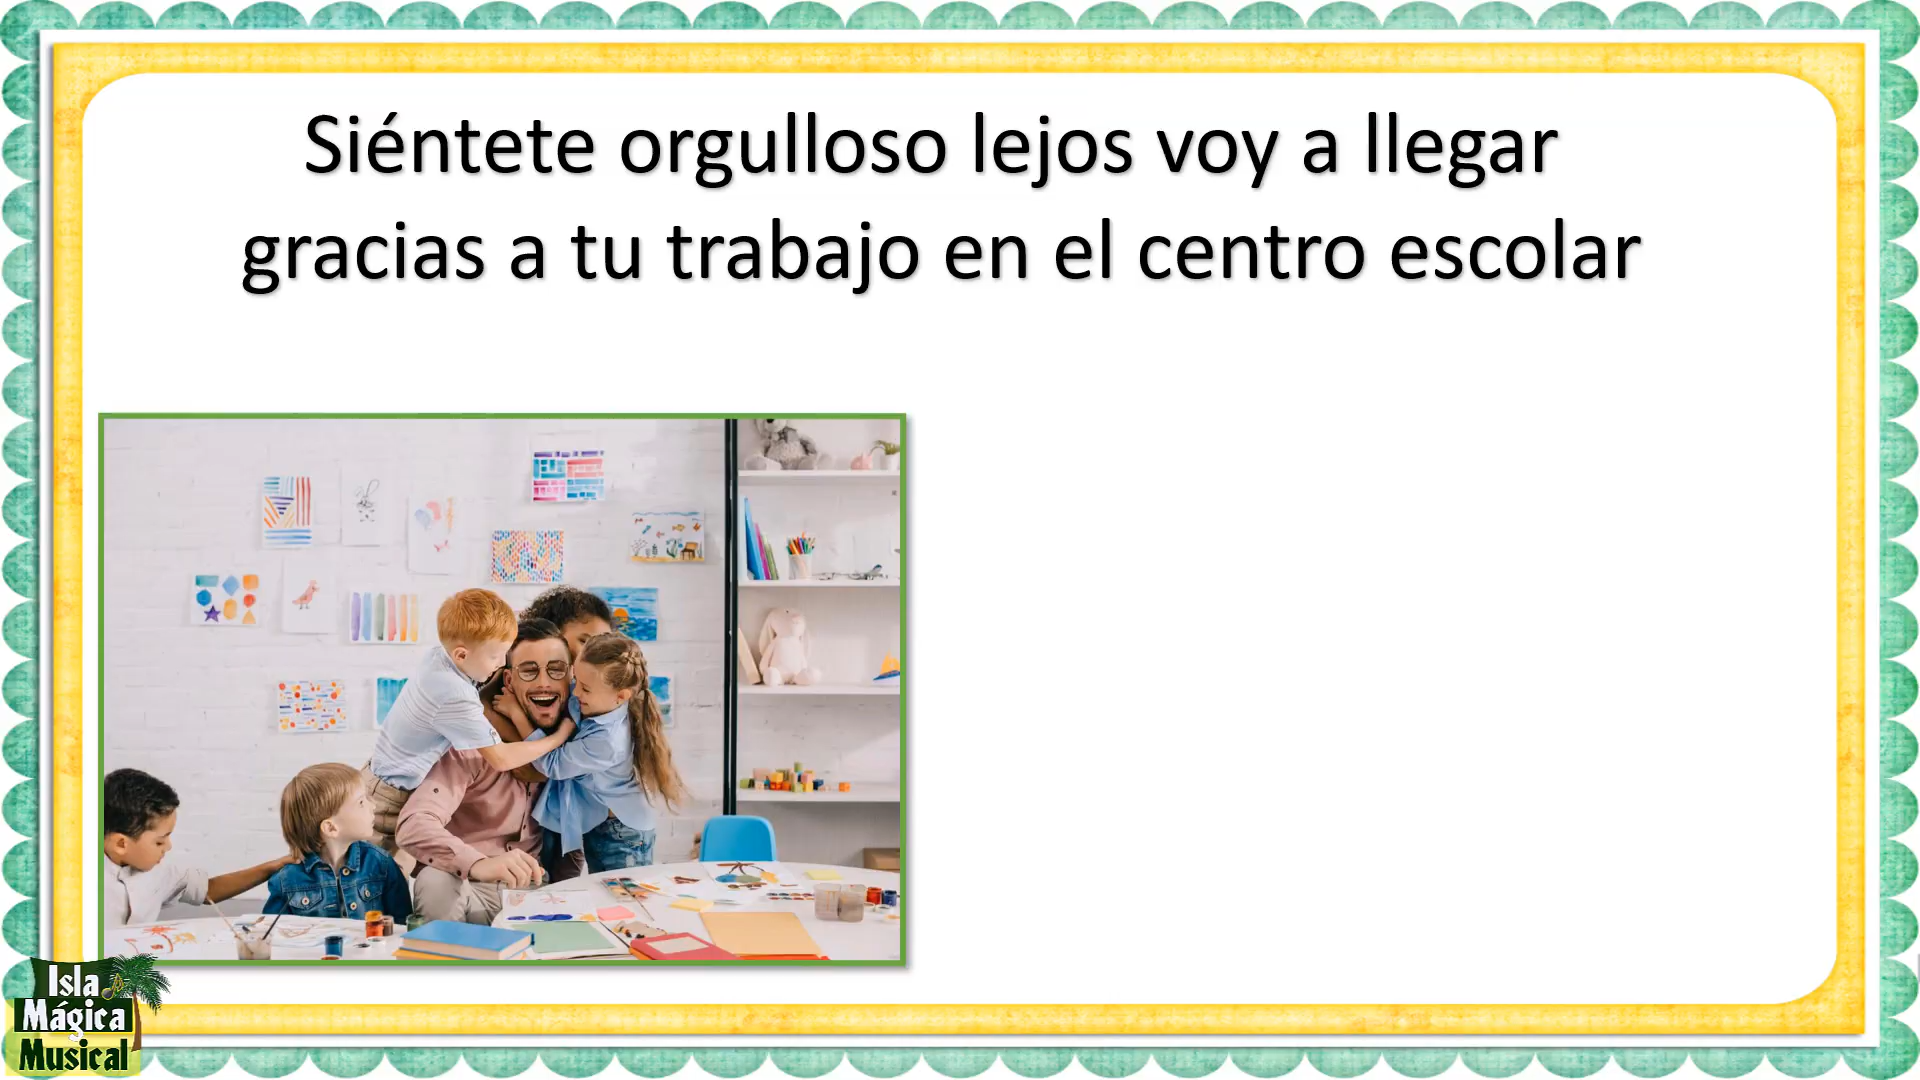 Siéntete orgulloso lejos voy a llegar
gracias a tu trabajo en el centro escolar
Isla
Mágica
Musical